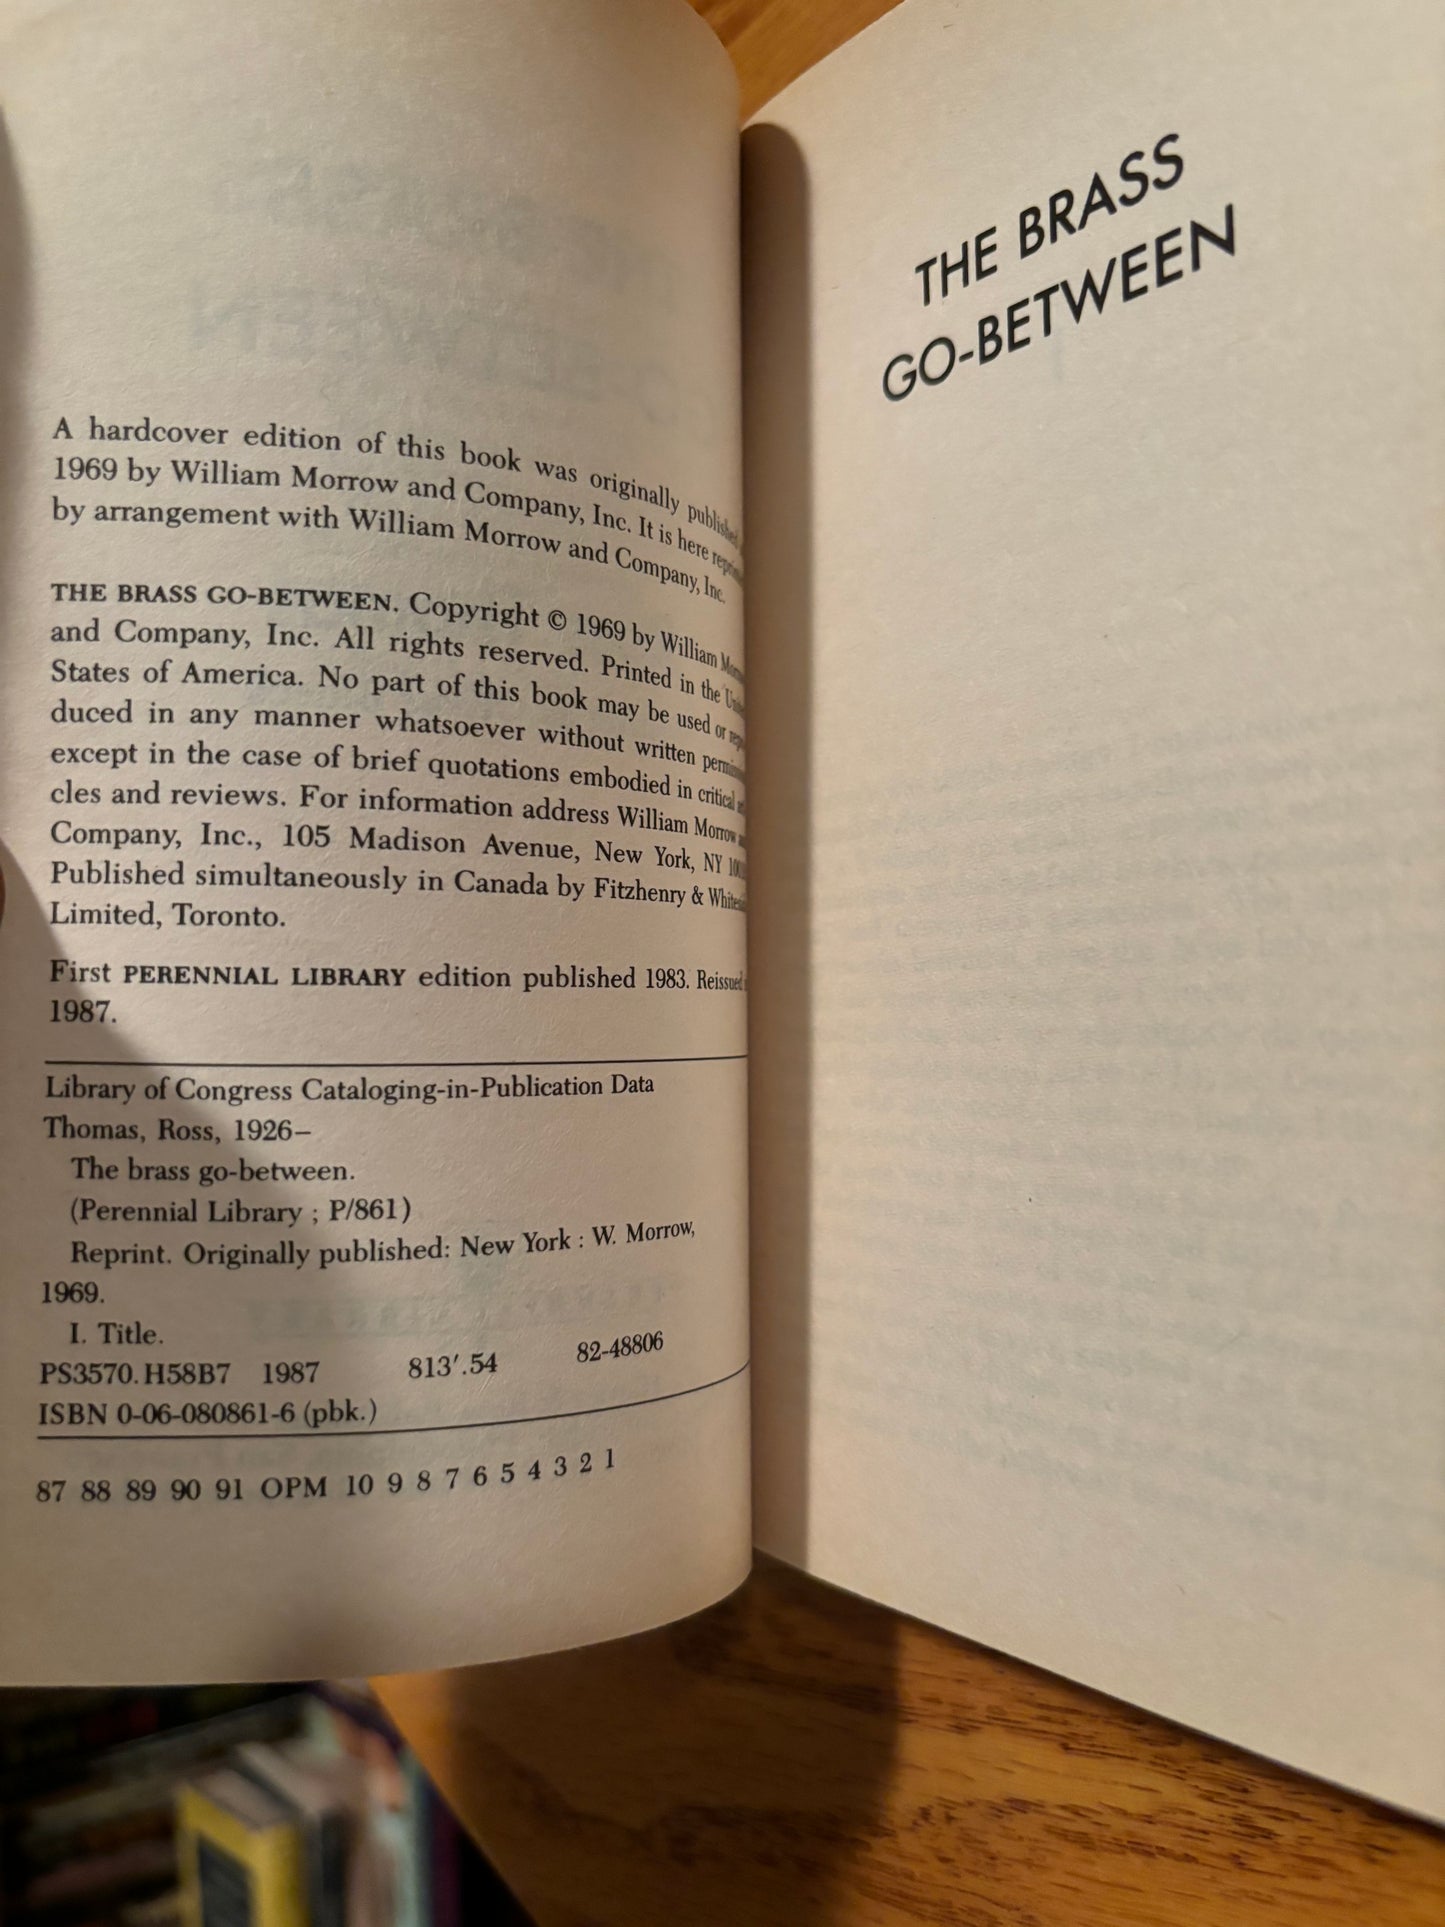 A hardcover edition of this book was originally published
1969 by William Morrow and Company, Inc. It is here
by arrangement with William Morrow and Company, Inc.
THE BRASS GO-BETWEEN. Copyright © 1969 by William
and Company, Inc. All rights reserved. Printed in the
States of America. No part of this book may be used or
duced in any manner whatsoever without written
except in the case of brief quotations embodied in critical
cles and reviews. For information address William Morrow
Company, Inc., 105 Madison Avenue, New York, NY
Published simultaneously in Canada by Fitzhenry &
Limited, Toronto.
First PERENNIAL LIBRARY edition published 1983. Reissued
1987.
Library of Congress Cataloging-in-Publication Data
Thomas, Ross, 1926–
The brass go-between.
(Perennial Library ; P/861)
Reprint. Originally published: New York : W. Morrow,
1969.
I. Title.
PS3570.H58B7 1987 813′.54 82-48806
ISBN 0-06-080861-6 (pbk.)
87 88 89 90 91 OPM 10 9 8 7 6 5 4 3 2 1
THE BRASS
GO-BETWEEN